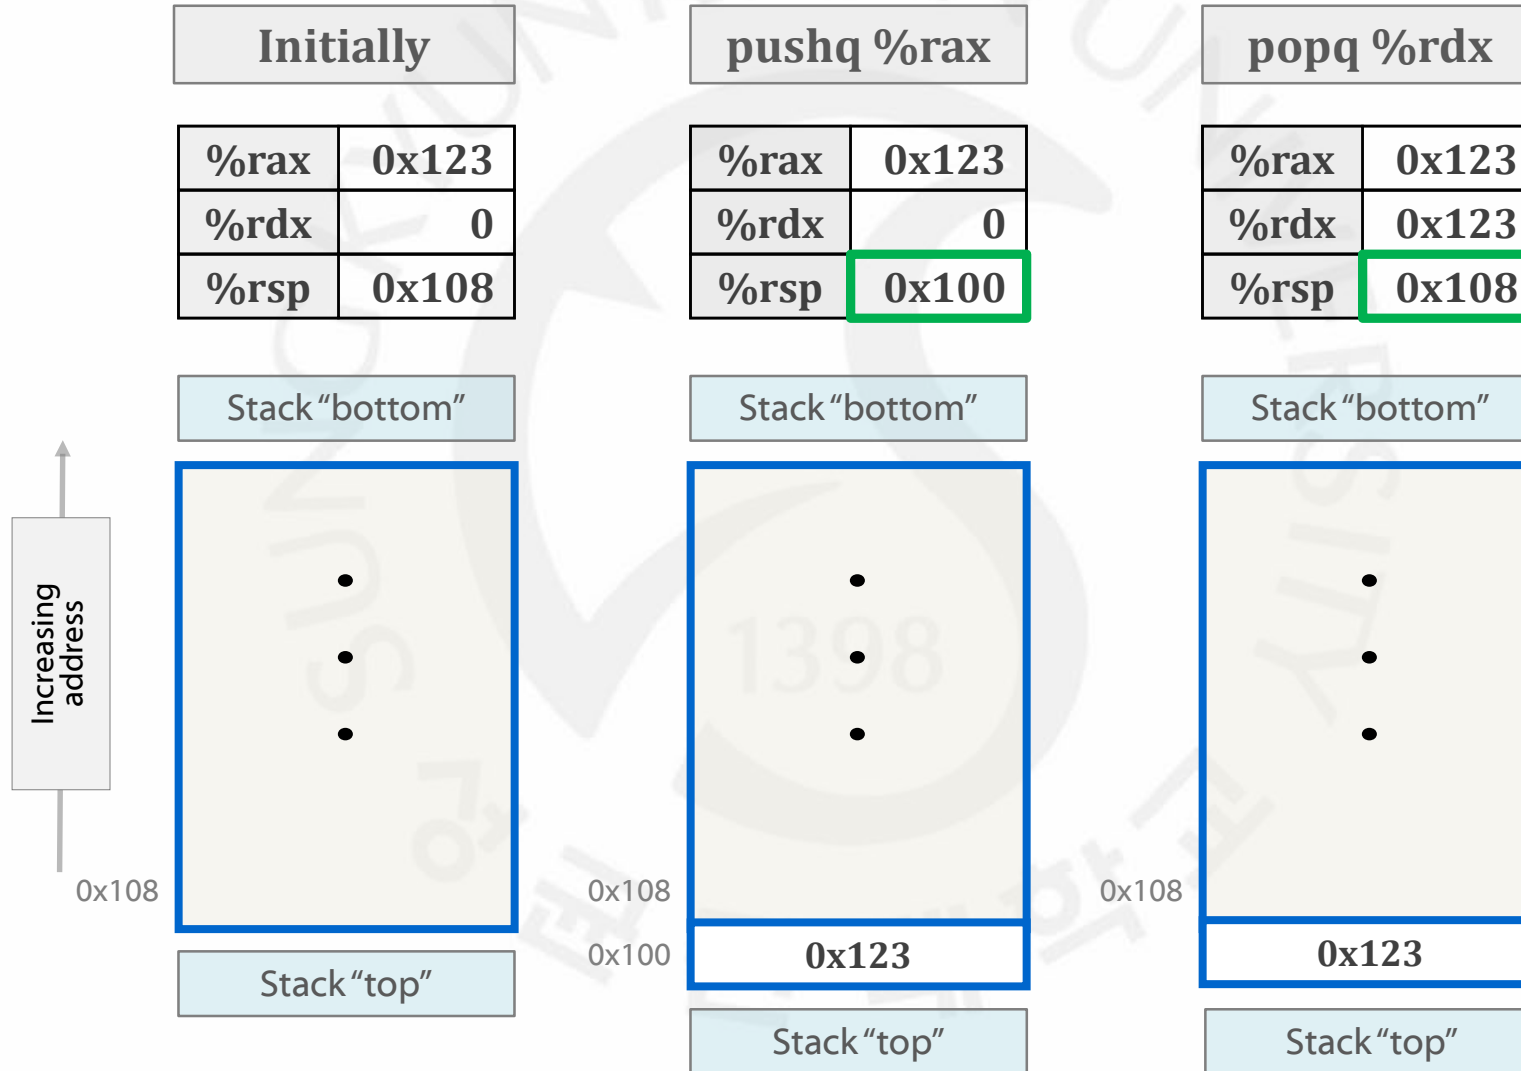 Initially
%rax 0x123
%rdx 0
%rsp 0x108
Stack “bottom”
Increasing
address
0x108
Stack “top”
pushq %rax
%rax 0x123
%rdx 0
%rsp 0x100
Stack “bottom”
0x108
0x100 0x123
Stack “top”
popq %rdx
%rax 0x123
%rdx 0x123
%rsp 0x108
Stack “bottom”
0x108
0x123
Stack “top”
1398